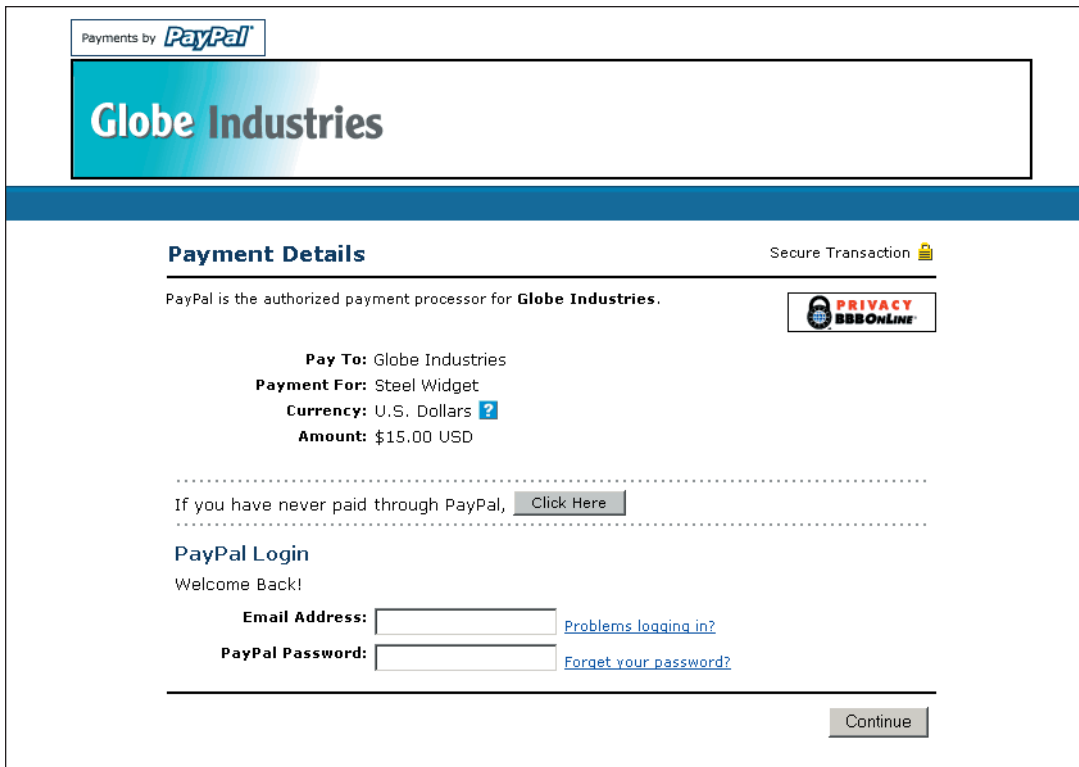 Payments by PayPal
Globe Industries
Payment Details
Secure Transaction
PayPal is the authorized payment processor for Globe Industries.
PRIVACY
BBBONLINE
Pay To: Globe Industries
Payment For: Steel Widget
Currency: U.S. Dollars ?
Amount: $15.00 USD
If you have never paid through PayPal, Click Here
PayPal Login
Welcome Back!
Email Address: Problems logging in?
PayPal Password: Forget your password?
Continue